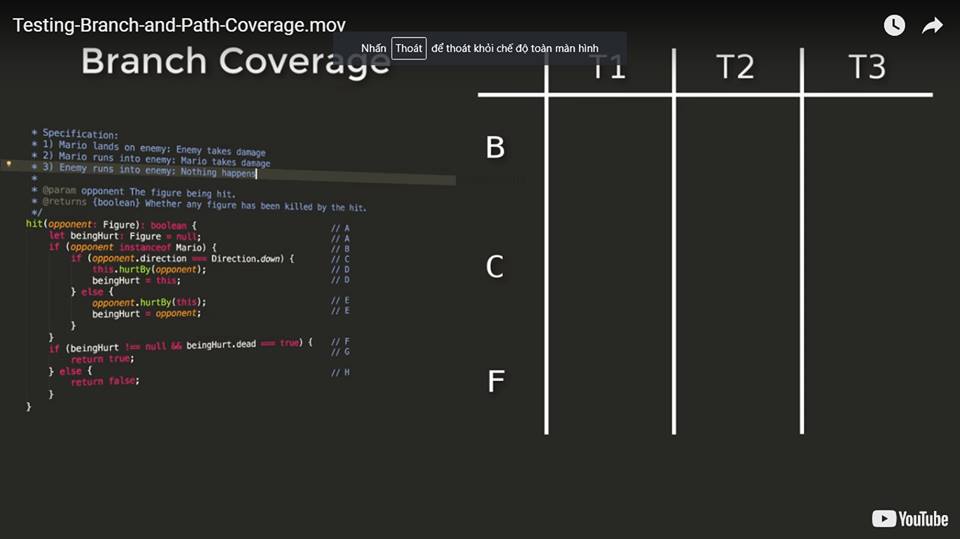 Testing-Branch-and-Path-Coverage.mov
Nhấn Thoát để thoát khỏi chế độ toàn màn hình
Branch Coverage
T1 T2 T3
B
C
F
* Specification:
* 1) Mario lands on enemy: Enemy takes damage
* 2) Mario runs into enemy: Mario takes damage
* 3) Enemy runs into enemy: Nothing happens
*
* @param opponent The figure being hit.
* @returns {boolean} Whether any figure has been killed by the hit.
*/
hit(opponent: Figure): boolean { // A
let beingHurt: Figure = null; // A
if (opponent instanceof Mario) { // B
if (opponent.direction === Direction.down) { // C
this.hurtBy(opponent); // D
beingHurt = this; // D
} else {
opponent.hurtBy(this); // E
beingHurt = opponent; // E
}
}
if (beingHurt !== null && beingHurt.dead === true) { // F
return true; // G
} else {
return false; // H
}
}
YouTube